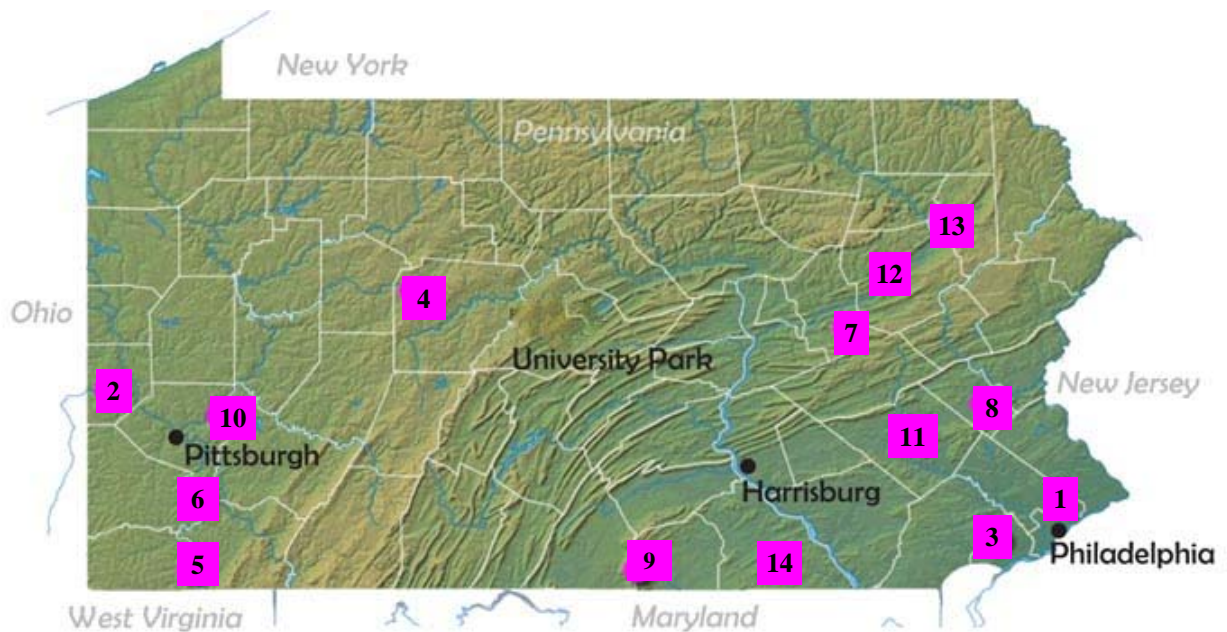 New York
Pennsylvania
13
12
4
Ohio
7
University Park
2
New Jersey
10
8
11
Pittsburgh
Harrisburg
6
1
3
Philadelphia
5
9
14
West Virginia
Maryland